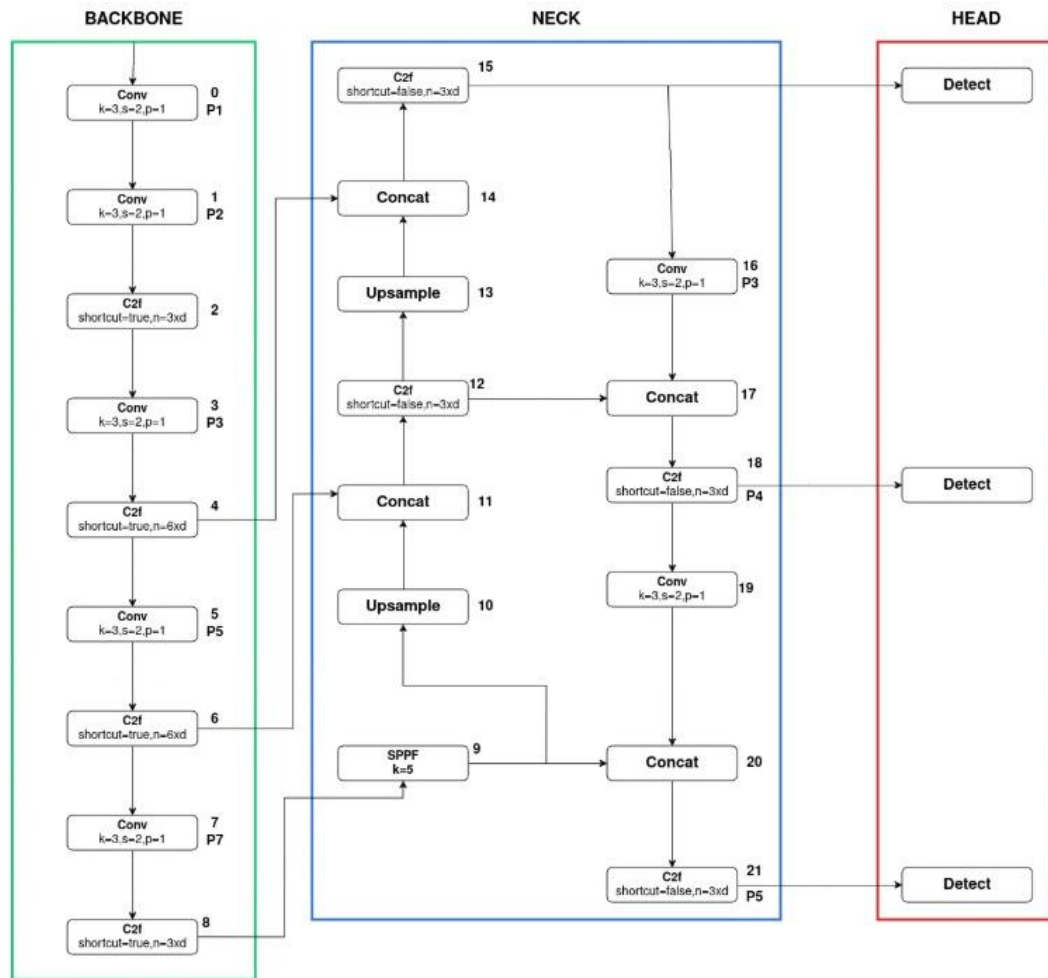 BACKBONE
NECK
HEAD
Conv
k=3,s=2,p=1
0
P1
Conv
k=3,s=2,p=1
1
P2
C2f
shortcut=true,n=3xd
2
Conv
k=3,s=2,p=1
3
P3
C2f
shortcut=true,n=6xd
4
Conv
k=3,s=2,p=1
5
P5
C2f
shortcut=true,n=6xd
6
Conv
k=3,s=2,p=1
7
P7
C2f
shortcut=true,n=3xd
8
C2f
shortcut=false,n=3xd
15
Concat
14
Upsample
13
C2f
shortcut=false,n=3xd
12
Concat
11
Upsample
10
SPPF
k=5
9
Conv
k=3,s=2,p=1
16
P3
Concat
17
C2f
shortcut=false,n=3xd
18
P4
Conv
k=3,s=2,p=1
19
Concat
20
C2f
shortcut=false,n=3xd
21
P5
Detect
Detect
Detect